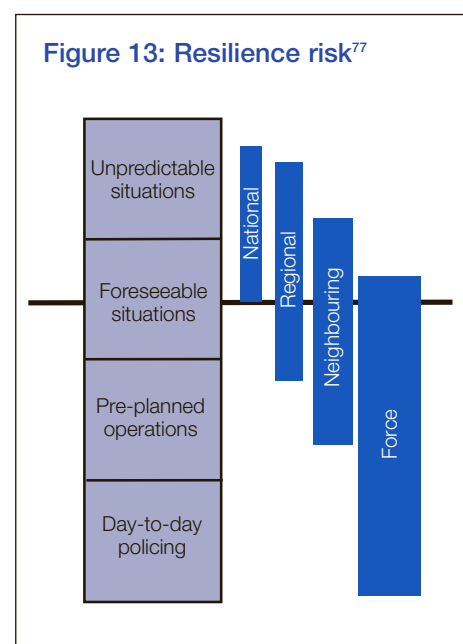 Figure 13: Resilience risk77
Unpredictable
situations
Foreseeable
situations
Pre-planned
operations
Day-to-day
policing
National
Regional
Neighbouring
Force